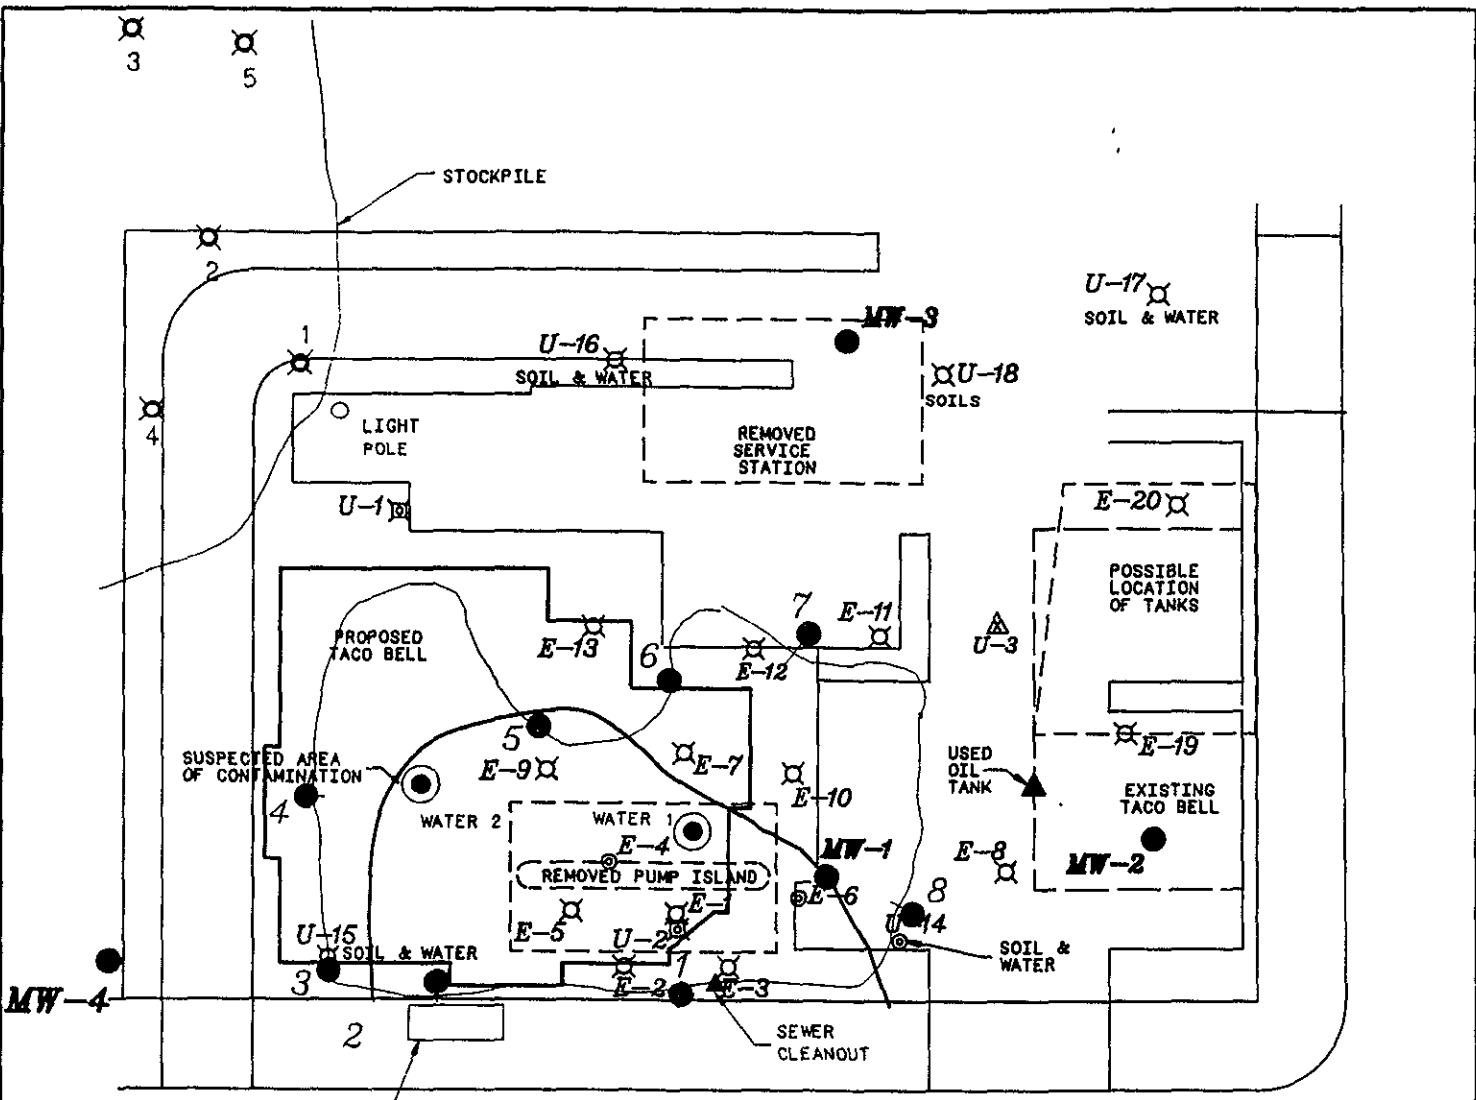 3
5
STOCKPILE
2
U-17
SOIL & WATER
MW-3
1
U-16
SOIL & WATER
U-18
SOILS
4
LIGHT
POLE
REMOVED
SERVICE
STATION
U-1
E-20
POSSIBLE
LOCATION
OF TANKS
7
E-11
U-3
PROPOSED
TACO BELL
E-13
6
E-12
5
E-9
E-7
E-19
SUSPECTED AREA
OF CONTAMINATION
4
USED
OIL
TANK
E-10
EXISTING
TACO BELL
WATER 2
WATER 1
E-4
MW-1
E-8
MW-2
REMOVED PUMP ISLAND
E-6
E-
8
E-5
U-2
U-14
U-15
SOIL & WATER
SOIL &
WATER
3
E-2
1
E-3
MW-4
2
SEWER
CLEANOUT